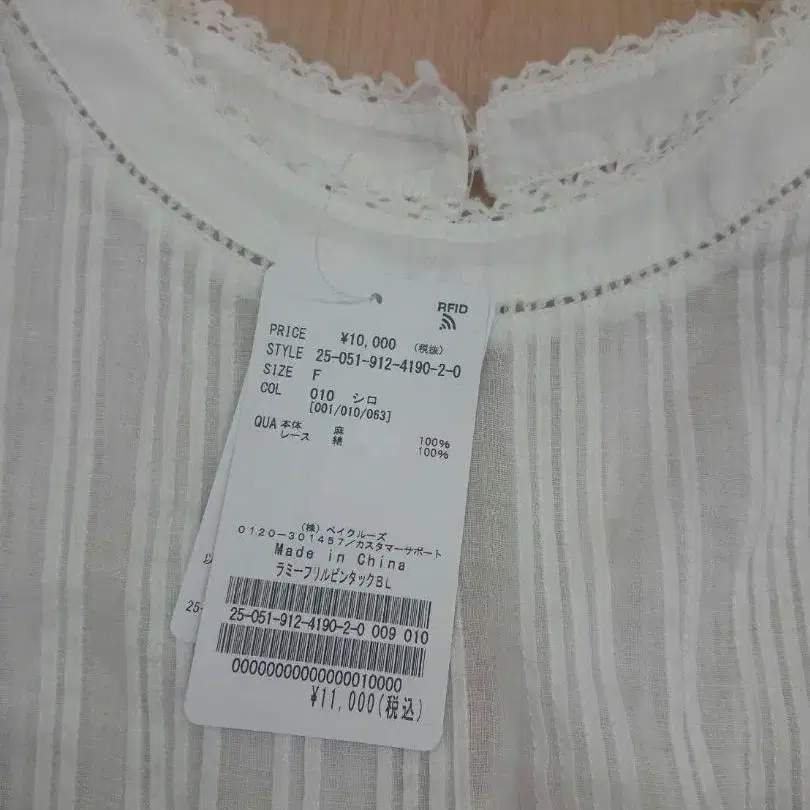 RFID
PRICE ¥10,000 (税抜)
STYLE 25-051-912-4190-2-0
SIZE F
COL 010 シロ
[001/010/063]
QUA 本体 麻 100%
レース 綿 100%
(株) ベイクルーズ
0120-301457/カスタマーサポート
Made in China
ラミーフリルピンタックBL
25-051-912-4190-2-0 009 010
00000000000000010000
¥11,000(税込)
以
25-